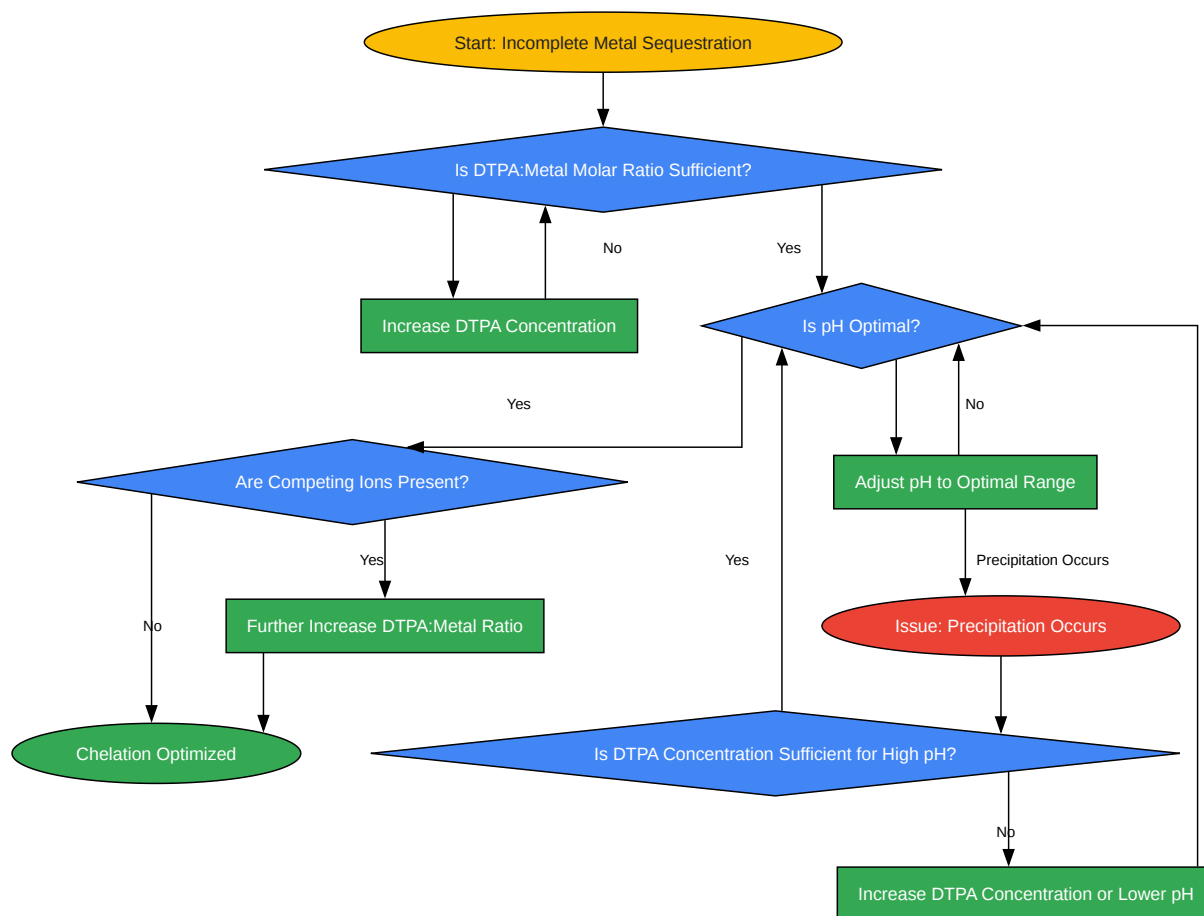 Start: Incomplete Metal Sequestration
Is DTPA:Metal Molar Ratio Sufficient?
No
Yes
Increase DTPA Concentration
Is pH Optimal?
Yes
No
Are Competing Ions Present?
Adjust pH to Optimal Range
Yes
Yes
Precipitation Occurs
No
Further Increase DTPA:Metal Ratio
Issue: Precipitation Occurs
Chelation Optimized
Is DTPA Concentration Sufficient for High pH?
No
Increase DTPA Concentration or Lower pH